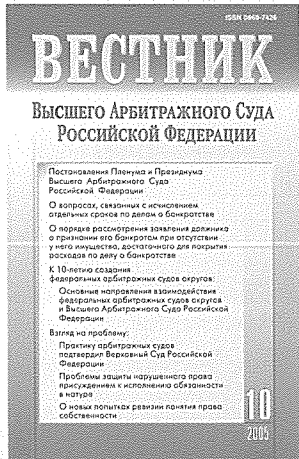 ISSN 0869-7426
ВЕСТНИК
ВЫСШЕГО АРБИТРАЖНОГО СУДА
РОССИЙСКОЙ ФЕДЕРАЦИИ
Постановления Пленума и Президиума
Высшего Арбитражного Суда
Российской Федерации
О вопросах, связанных с исчислением
отдельных сроков по делам о банкротстве
О порядке рассмотрения заявления должника
о признании его банкротом при отсутствии
у него имущества, достаточного для покрытия
расходов по делу о банкротстве
К 10-летию создания
федеральных арбитражных судов округов:
Основные направления взаимодействия
федеральных арбитражных судов округов
и Высшего Арбитражного Суда Российской
Федерации
Взгляд на проблему:
Практику арбитражных судов
подтвердил Верховный Суд Российской
Федерации
Проблемы защиты нарушенного права
присуждением к исполнению обязанности
в натуре
О новых попытках ревизии понятия права
собственности
10
2005